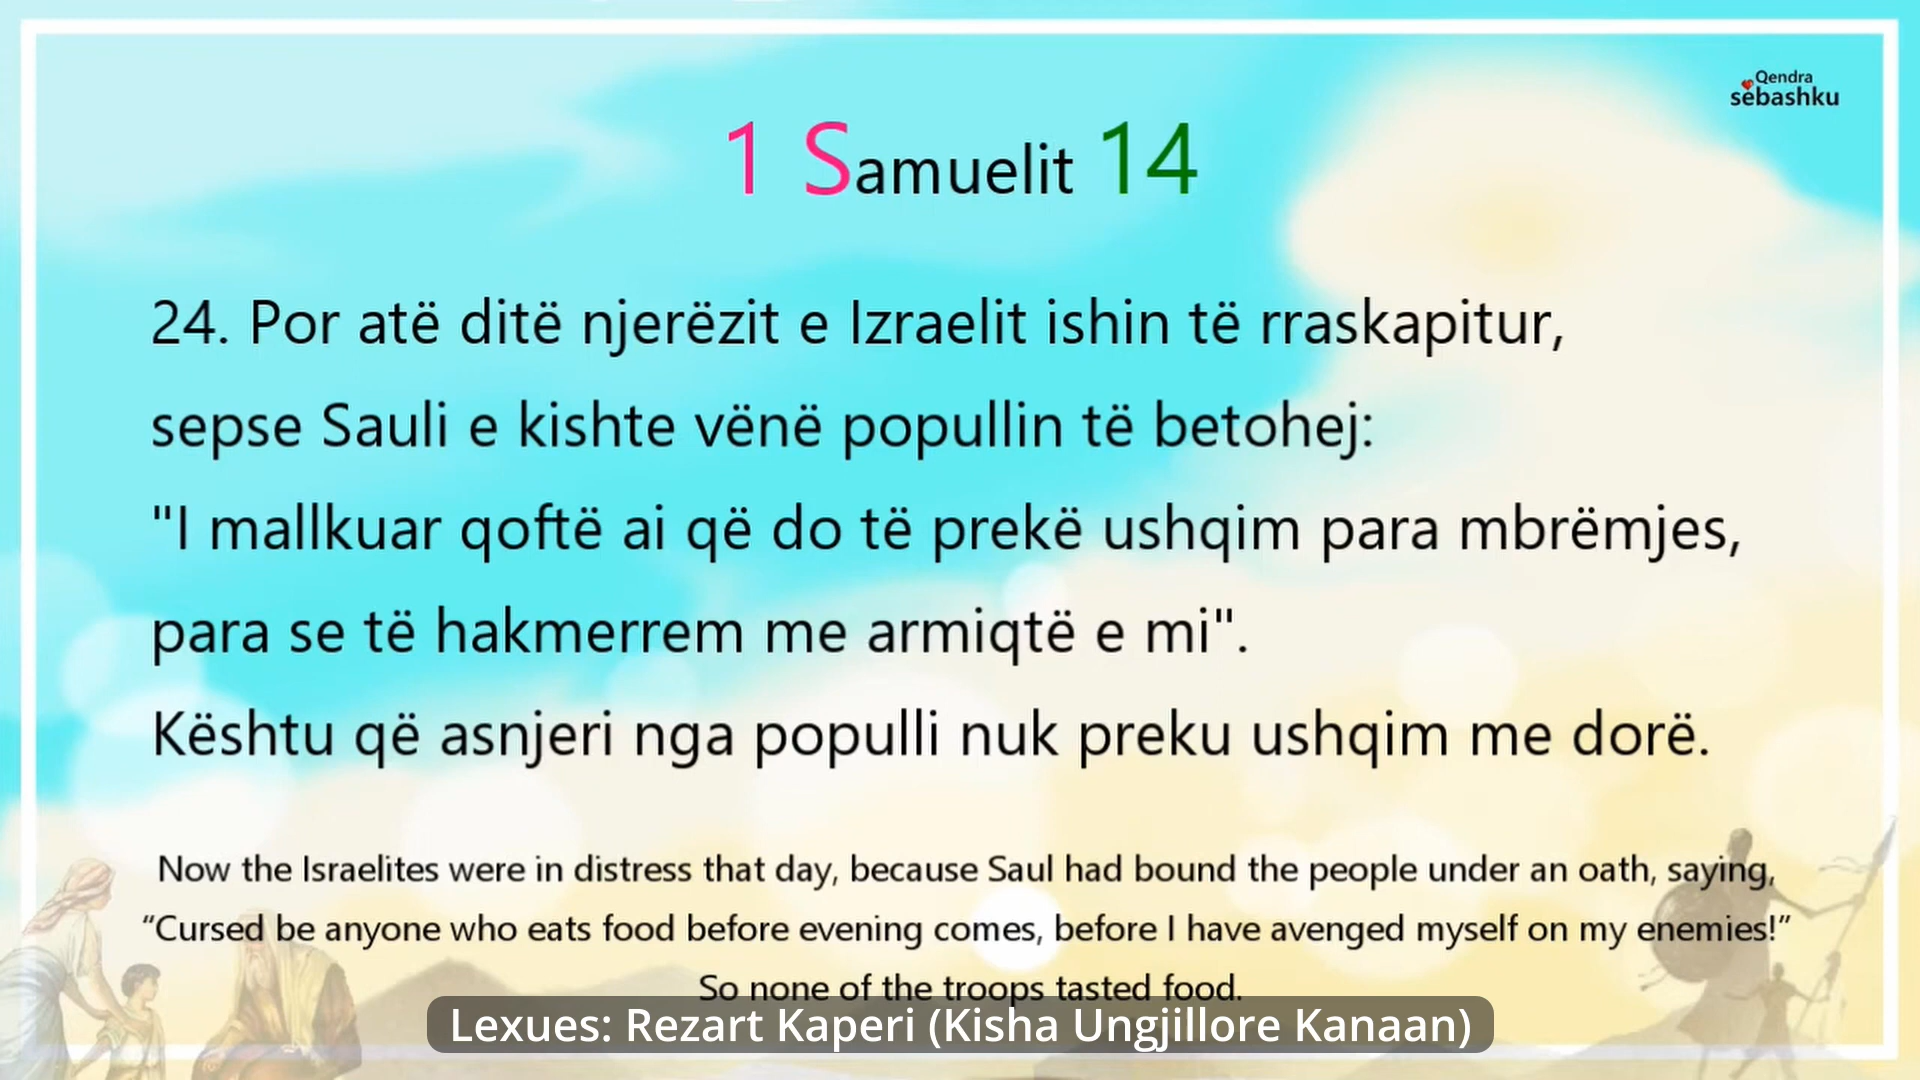 Qendra
sëbashku
1 Samuelit 14
24. Por atë ditë njerëzit e Izraelit ishin të rraskapitur,
sepse Sauli e kishte vënë popullin të betohej:
"I mallkuar qoftë ai që do të prekë ushqim para mbrëmjes,
para se të hakmerrem me armiqtë e mi".
Kështu që asnjeri nga populli nuk preku ushqim me dorë.
Now the Israelites were in distress that day, because Saul had bound the people under an oath, saying,
“Cursed be anyone who eats food before evening comes, before I have avenged myself on my enemies!”
So none of the troops tasted food.
Lexues: Rezart Kaperi (Kisha Ungjillore Kanaan)